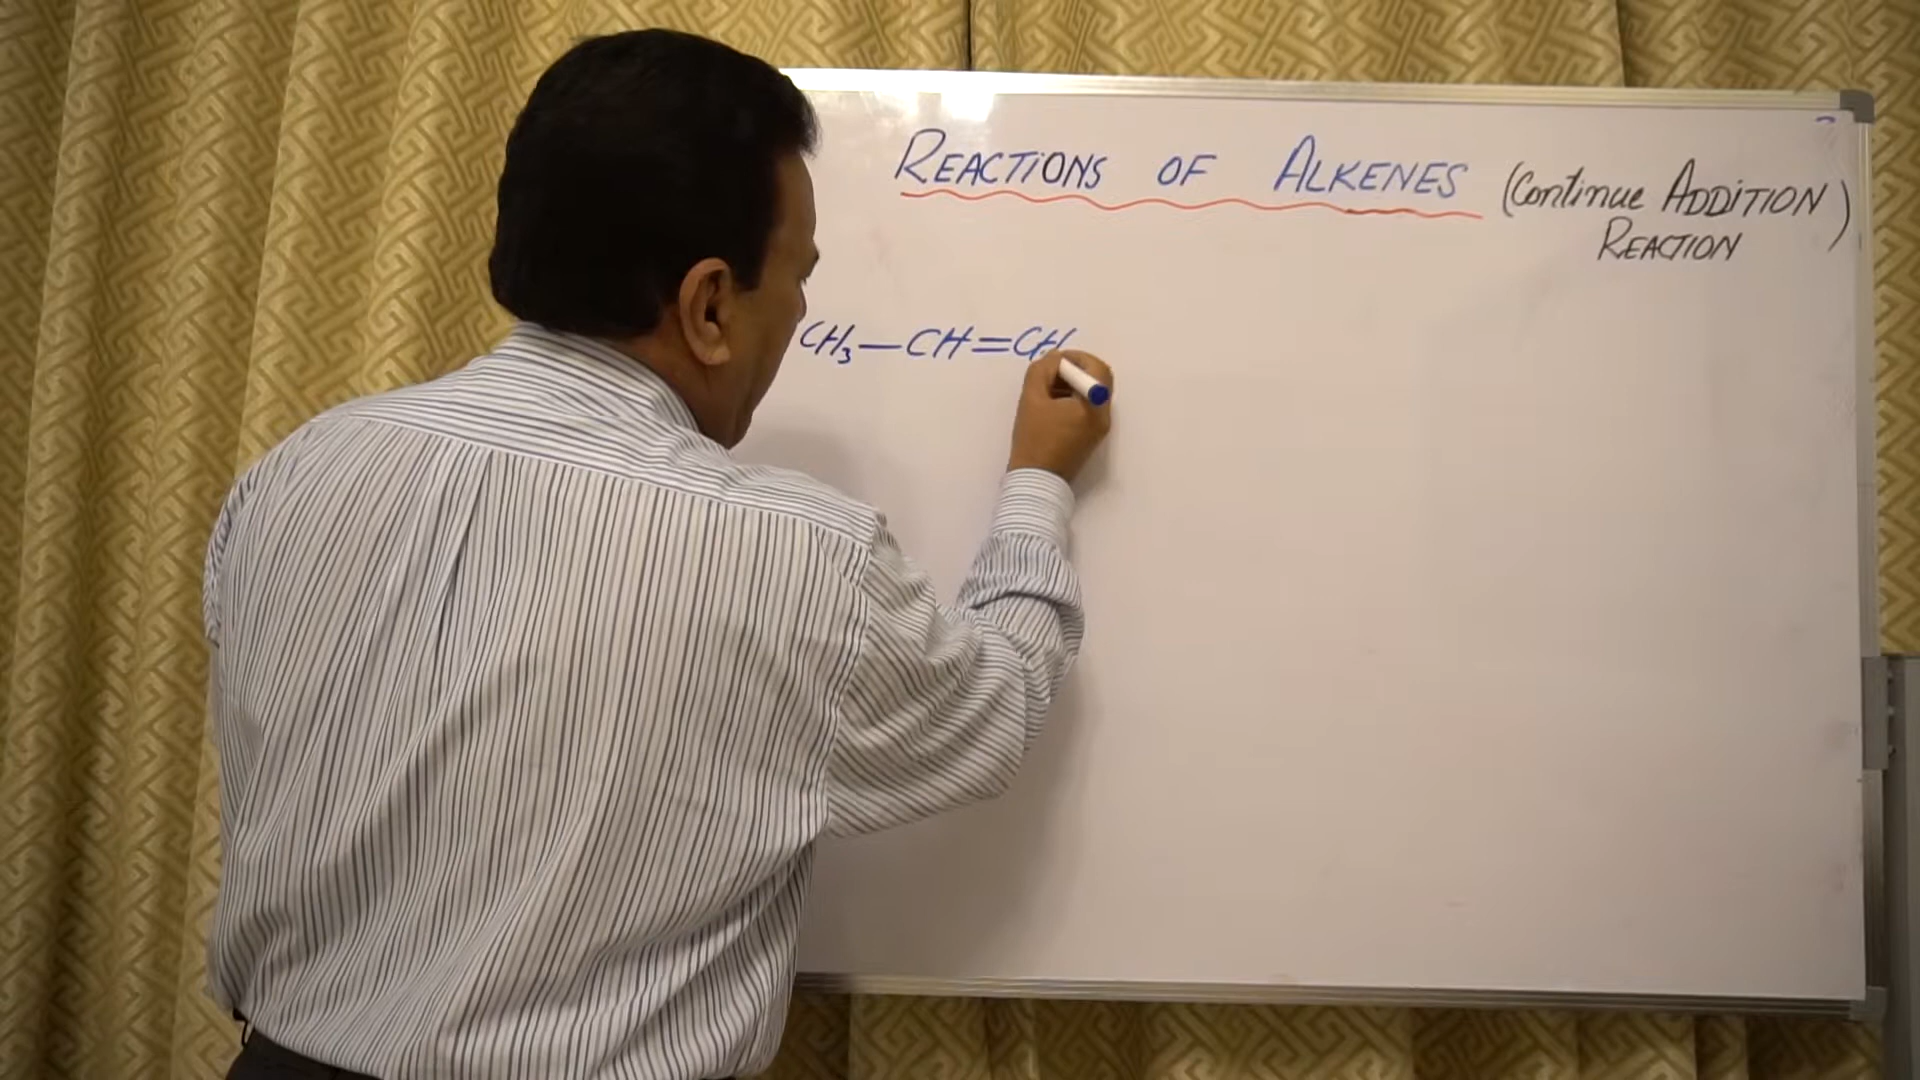 REACTIONS OF ALKENES (Continue ADDITION)
REACTION
CH₃—CH=CH